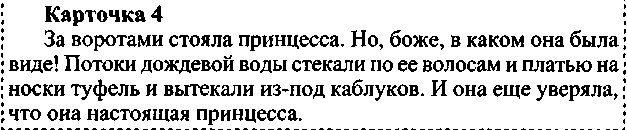 Карточка 4
За воротами стояла принцесса. Но, боже, в каком она была
виде! Потоки дождевой воды стекали по ее волосам и платью на
носки туфель и вытекали из-под каблуков. И она еще уверяла,
что она настоящая принцесса.